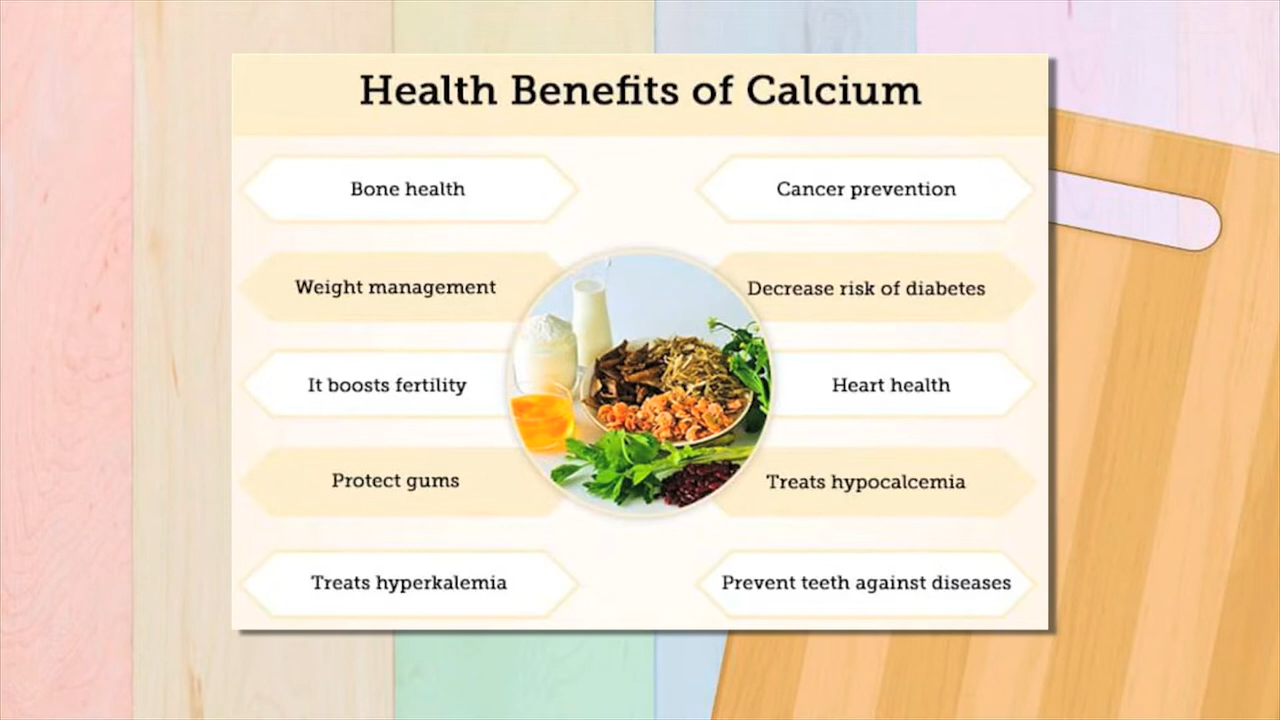 Health Benefits of Calcium
Bone health
Cancer prevention
Weight management
Decrease risk of diabetes
It boosts fertility
Heart health
Protect gums
Treats hypocalcemia
Treats hyperkalemia
Prevent teeth against diseases